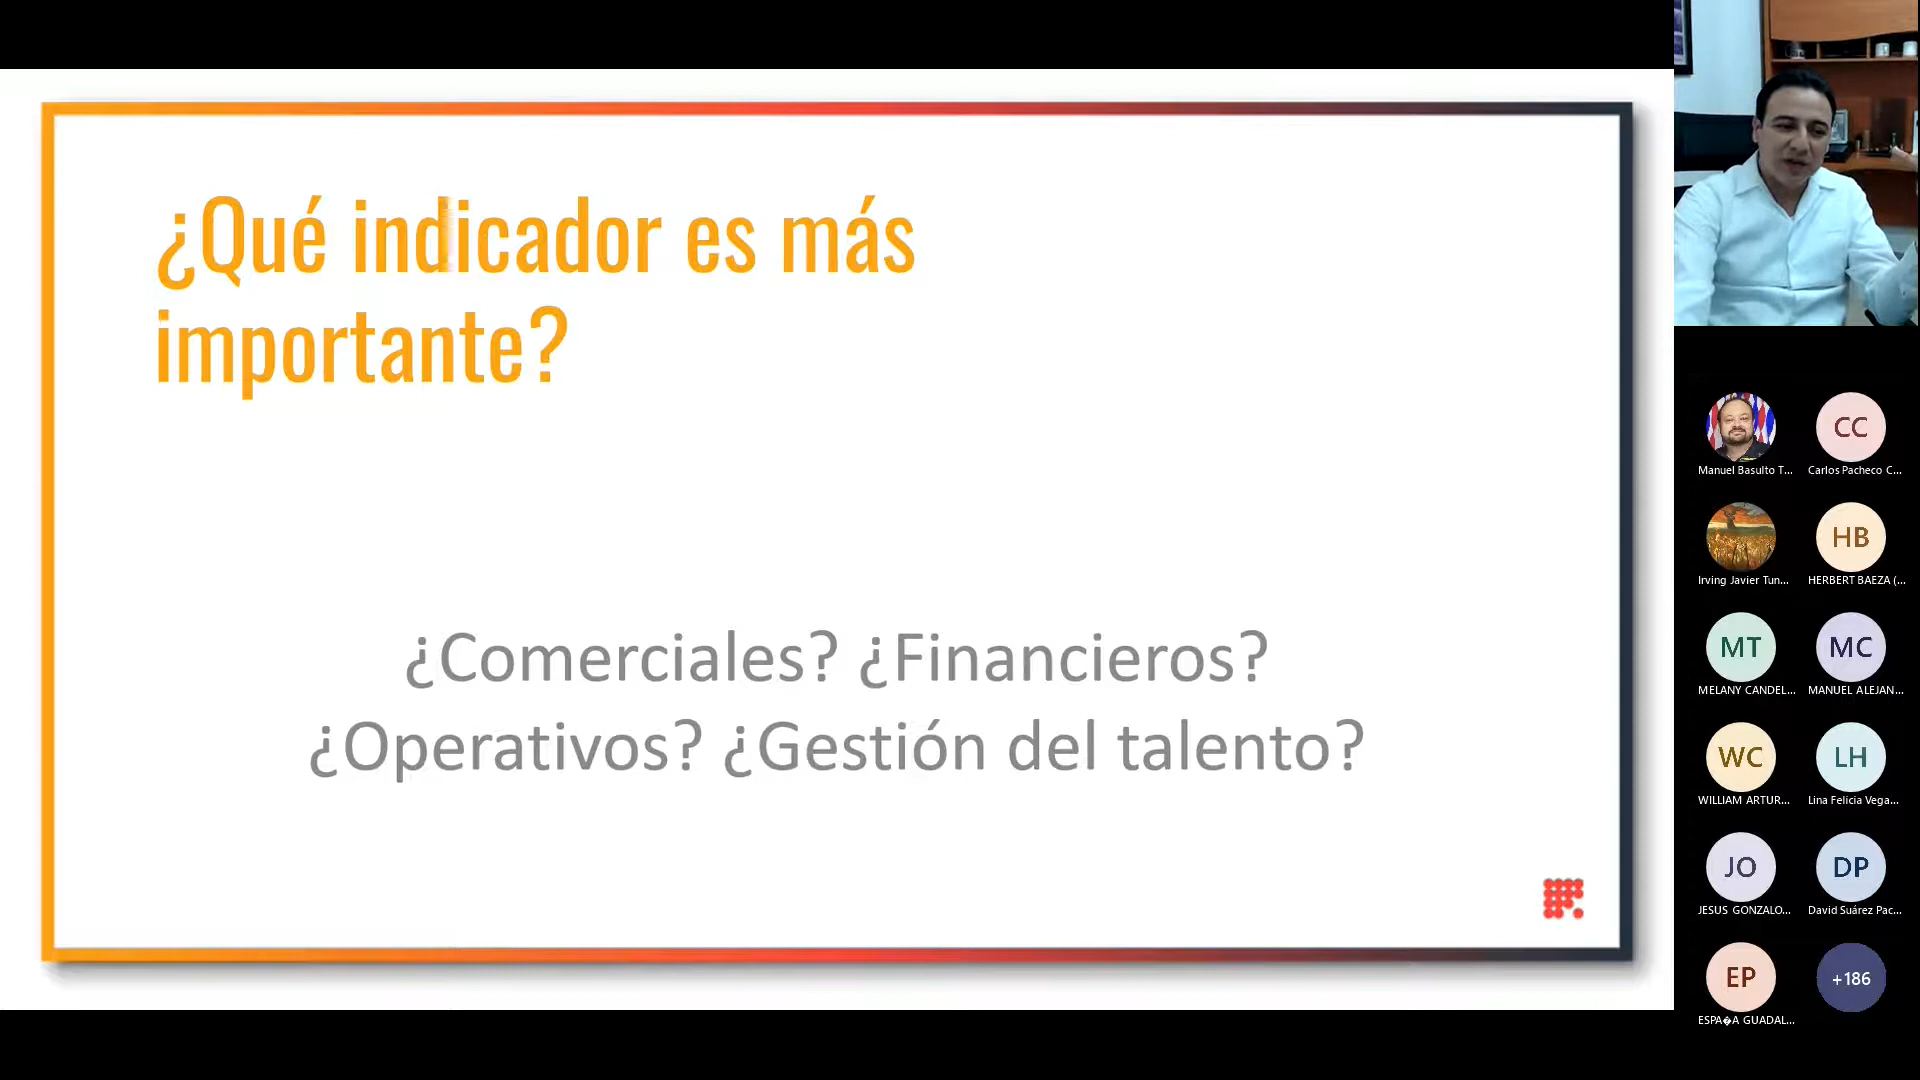 ¿Qué indicador es más
importante?
¿Comerciales? ¿Financieros?
¿Operativos? ¿Gestión del talento?
Manuel Basulto T...
CC
Carlos Pacheco C...
Irving Javier Tun...
HB
HERBERT BAEZA (...
MT
MELANY CANDEL...
MC
MANUEL ALEJAN...
WC
WILLIAM ARTUR...
LH
Lina Felicia Vega...
JO
JESUS GONZALO...
DP
David Suárez Pac...
EP
ESPA�A GUADAL...
+186